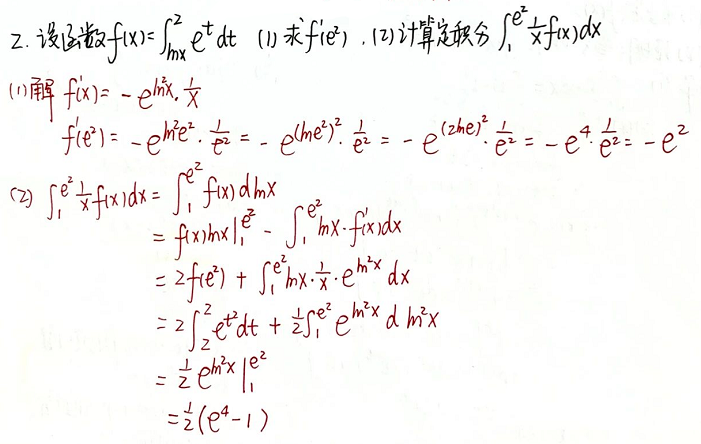 2. 设函数f(x)=∫_{lnx}^{2} e^t dt (1) 求f'(e²). (2)计算定积分∫_1^{e²} 1/x f(x)dx
(1)解 f'(x) = -e^{ln²x}·1/x
f'(e²) = -e^{ln²e²}·1/e² = -e^{(lne²)²}·1/e² = -e^{(2lne)²}·1/e² = -e⁴·1/e² = -e²
(2) ∫_1^{e²} 1/x f(x)dx = ∫_1^{e²} f(x)dlnx
= f(x)lnx|_1^{e²} - ∫_1^{e²} lnx·f'(x)dx
= 2f(e²) + ∫_1^{e²} lnx·1/x·e^{ln²x} dx
= 2∫_2^2 e^{t²}dt + 1/2∫_1^{e²} e^{ln²x} d ln²x
= 1/2 e^{ln²x}|_1^{e²}
= 1/2(e⁴-1)